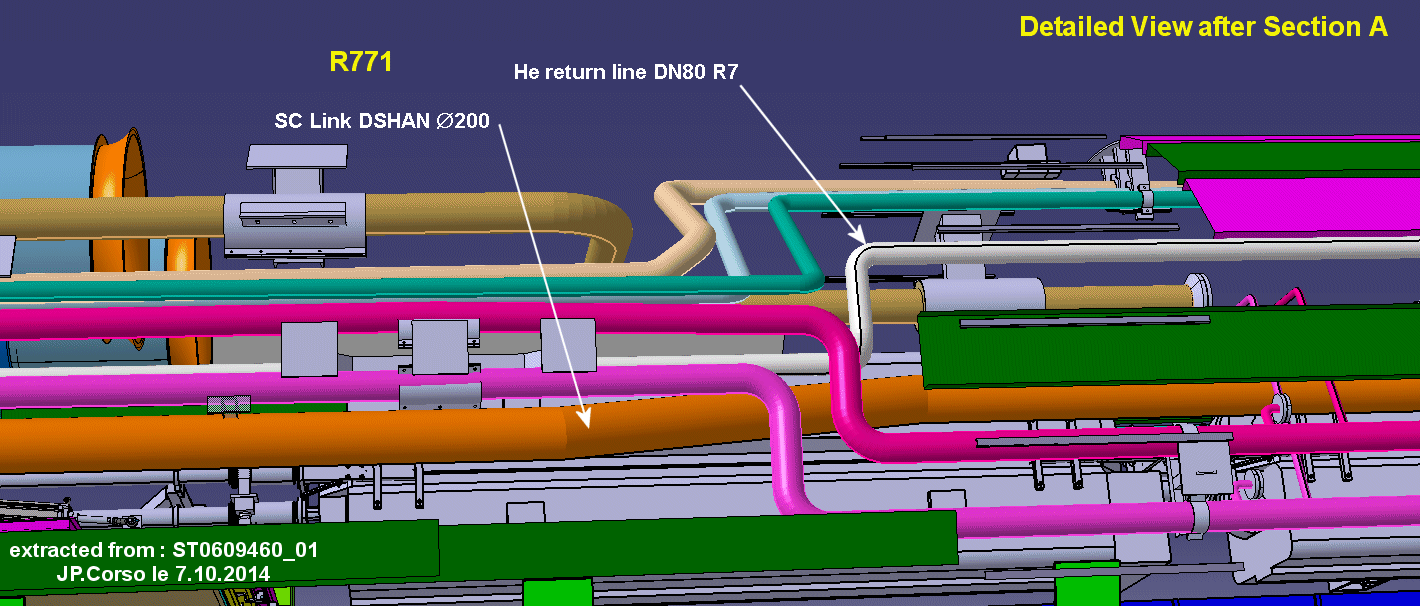 Detailed View after Section A
R771
He return line DN80 R7
SC Link DSHAN ∅200
extracted from : ST0609460_01
JP.Corso le 7.10.2014